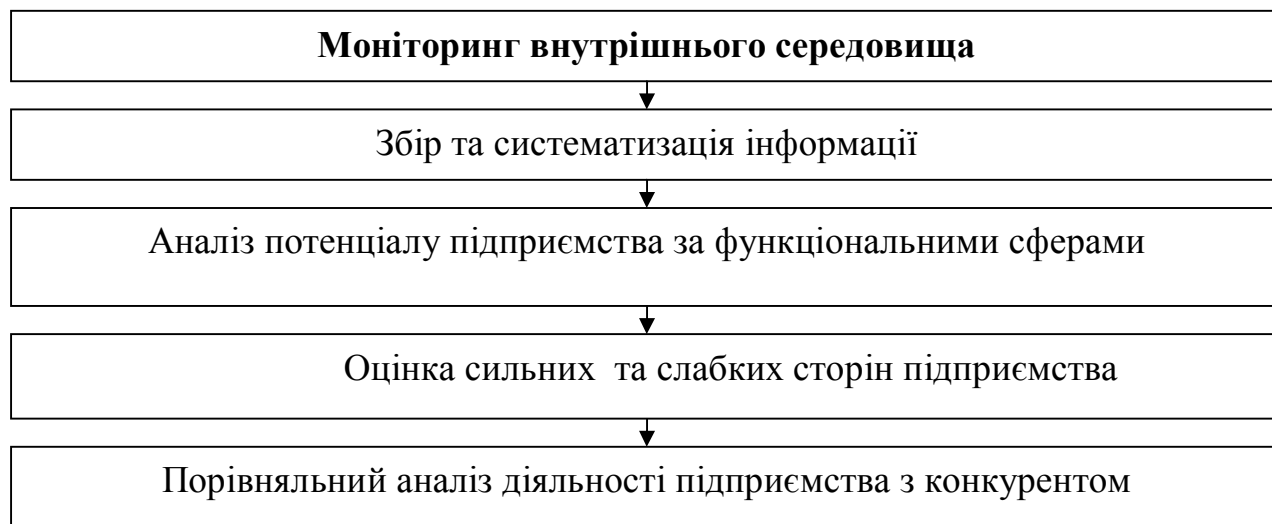 Моніторинг внутрішнього середовища
Збір та систематизація інформації
Аналіз потенціалу підприємства за функціональними сферами
Оцінка сильних  та слабких сторін підприємства
Порівняльний аналіз діяльності підприємства з конкурентом